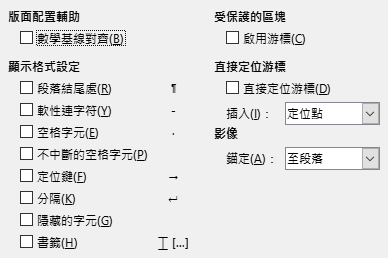 版面配置輔助
數學基線對齊(B)
顯示格式設定
段落結尾處(R) ¶
軟性連字符(Y) -
空格字元(E) ·
不中斷的空格字元(P)
定位鍵(F) →
分隔(K) ↵
隱藏的字元(G)
書籤(H) ⌶ [...]
受保護的區塊
啟用游標(C)
直接定位游標
直接定位游標(D)
插入(I)： 定位點
影像
錨定(A)： 至段落